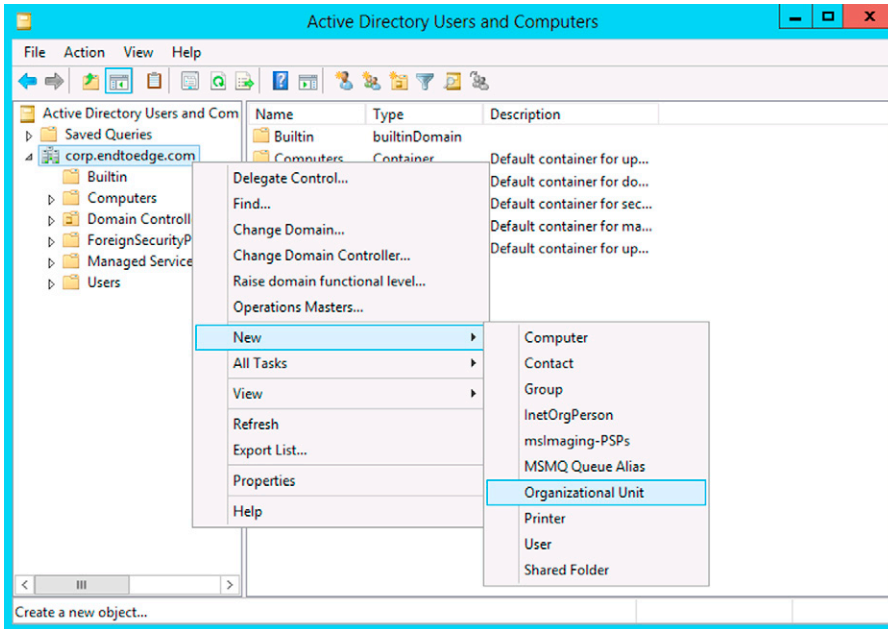 Active Directory Users and Computers
File Action View Help
Active Directory Users and Com
Saved Queries
corp.endtoedge.com
Builtin
Computers
Domain Controll
ForeignSecurityP
Managed Service
Users
Name Type Description
Builtin builtinDomain
Computers Container Default container for up...
Default container for do...
Default container for sec...
Default container for ma...
Default container for up...
Delegate Control...
Find...
Change Domain...
Change Domain Controller...
Raise domain functional level...
Operations Masters...
New
All Tasks
View
Refresh
Export List...
Properties
Help
Computer
Contact
Group
InetOrgPerson
msImaging-PSPs
MSMQ Queue Alias
Organizational Unit
Printer
User
Shared Folder
Create a new object...